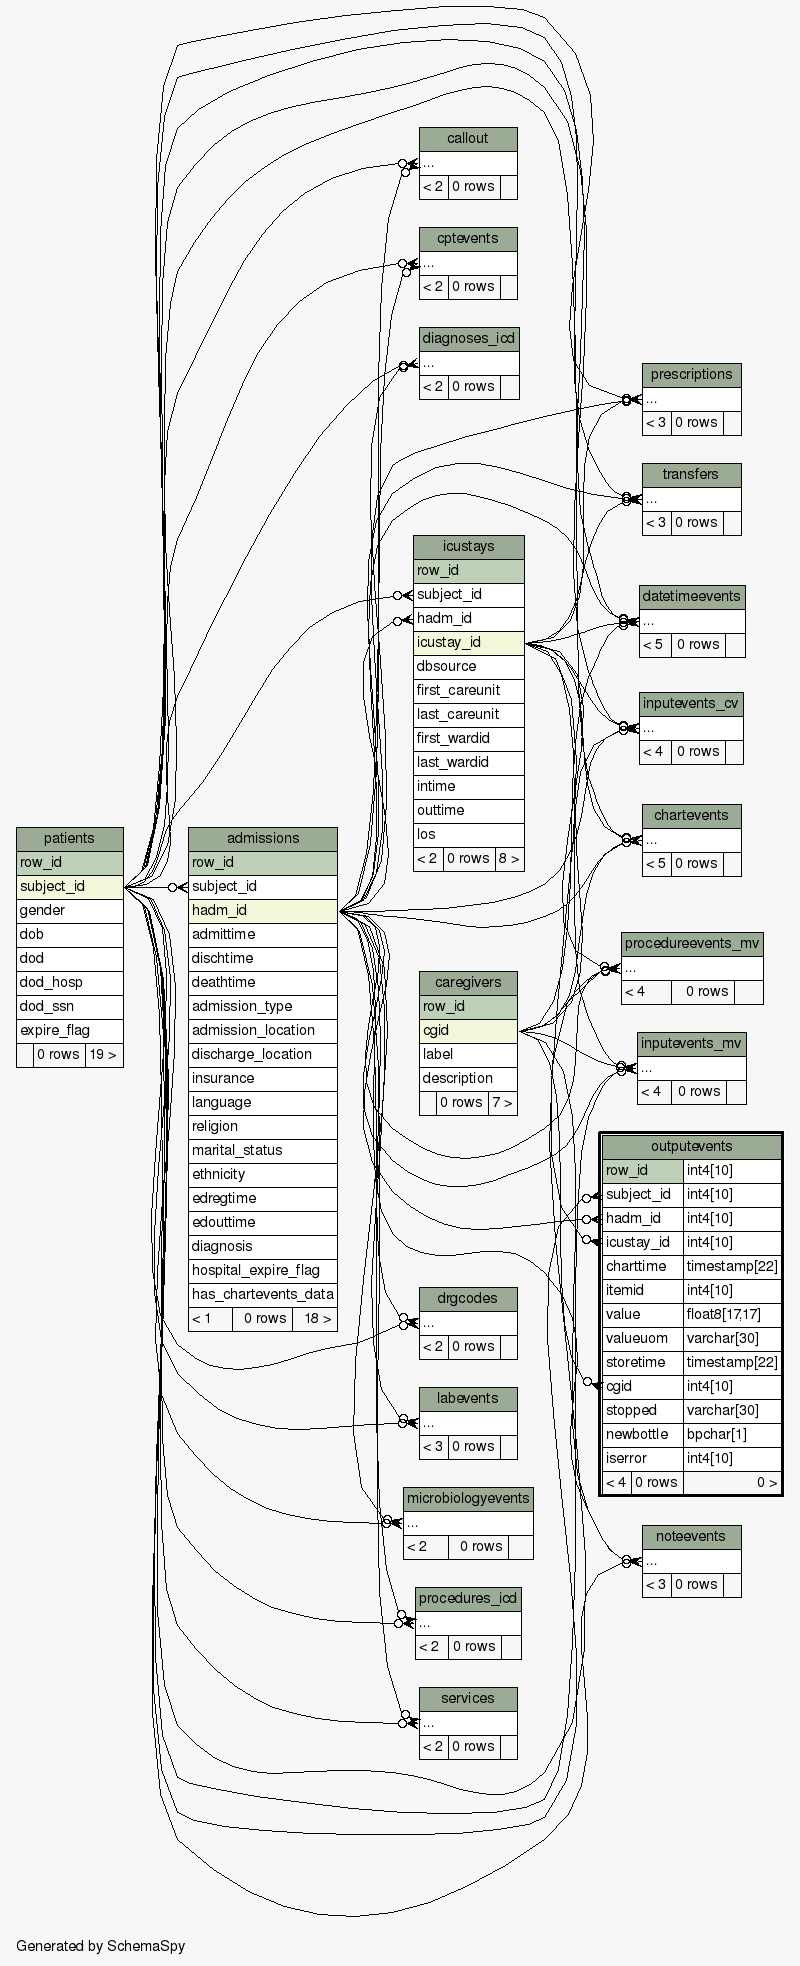 callout
...
< 2 0 rows
cptevents
...
< 2 0 rows
diagnoses_icd
...
< 2 0 rows
prescriptions
...
< 3 0 rows
transfers
...
< 3 0 rows
icustays
row_id
subject_id
hadm_id
icustay_id
dbsource
first_careunit
last_careunit
first_wardid
last_wardid
intime
outtime
los
< 2 0 rows 8 >
datetimeevents
...
< 5 0 rows
inputevents_cv
...
< 4 0 rows
chartevents
...
< 5 0 rows
patients
row_id
subject_id
gender
dob
dod
dod_hosp
dod_ssn
expire_flag
0 rows 19 >
admissions
row_id
subject_id
hadm_id
admittime
dischtime
deathtime
admission_type
admission_location
discharge_location
insurance
language
religion
marital_status
ethnicity
edregtime
edouttime
diagnosis
hospital_expire_flag
has_chartevents_data
< 1 0 rows 18 >
procedureevents_mv
...
< 4 0 rows
caregivers
row_id
cgid
label
description
0 rows 7 >
inputevents_mv
...
< 4 0 rows
outputevents
row_id int4[10]
subject_id int4[10]
hadm_id int4[10]
icustay_id int4[10]
charttime timestamp[22]
itemid int4[10]
value float8[17,17]
valueuom varchar[30]
storetime timestamp[22]
cgid int4[10]
stopped varchar[30]
newbottle bpchar[1]
iserror int4[10]
< 4 0 rows 0 >
drgcodes
...
< 2 0 rows
labevents
...
< 3 0 rows
microbiologyevents
...
< 2 0 rows
noteevents
...
< 3 0 rows
procedures_icd
...
< 2 0 rows
services
...
< 2 0 rows
Generated by SchemaSpy